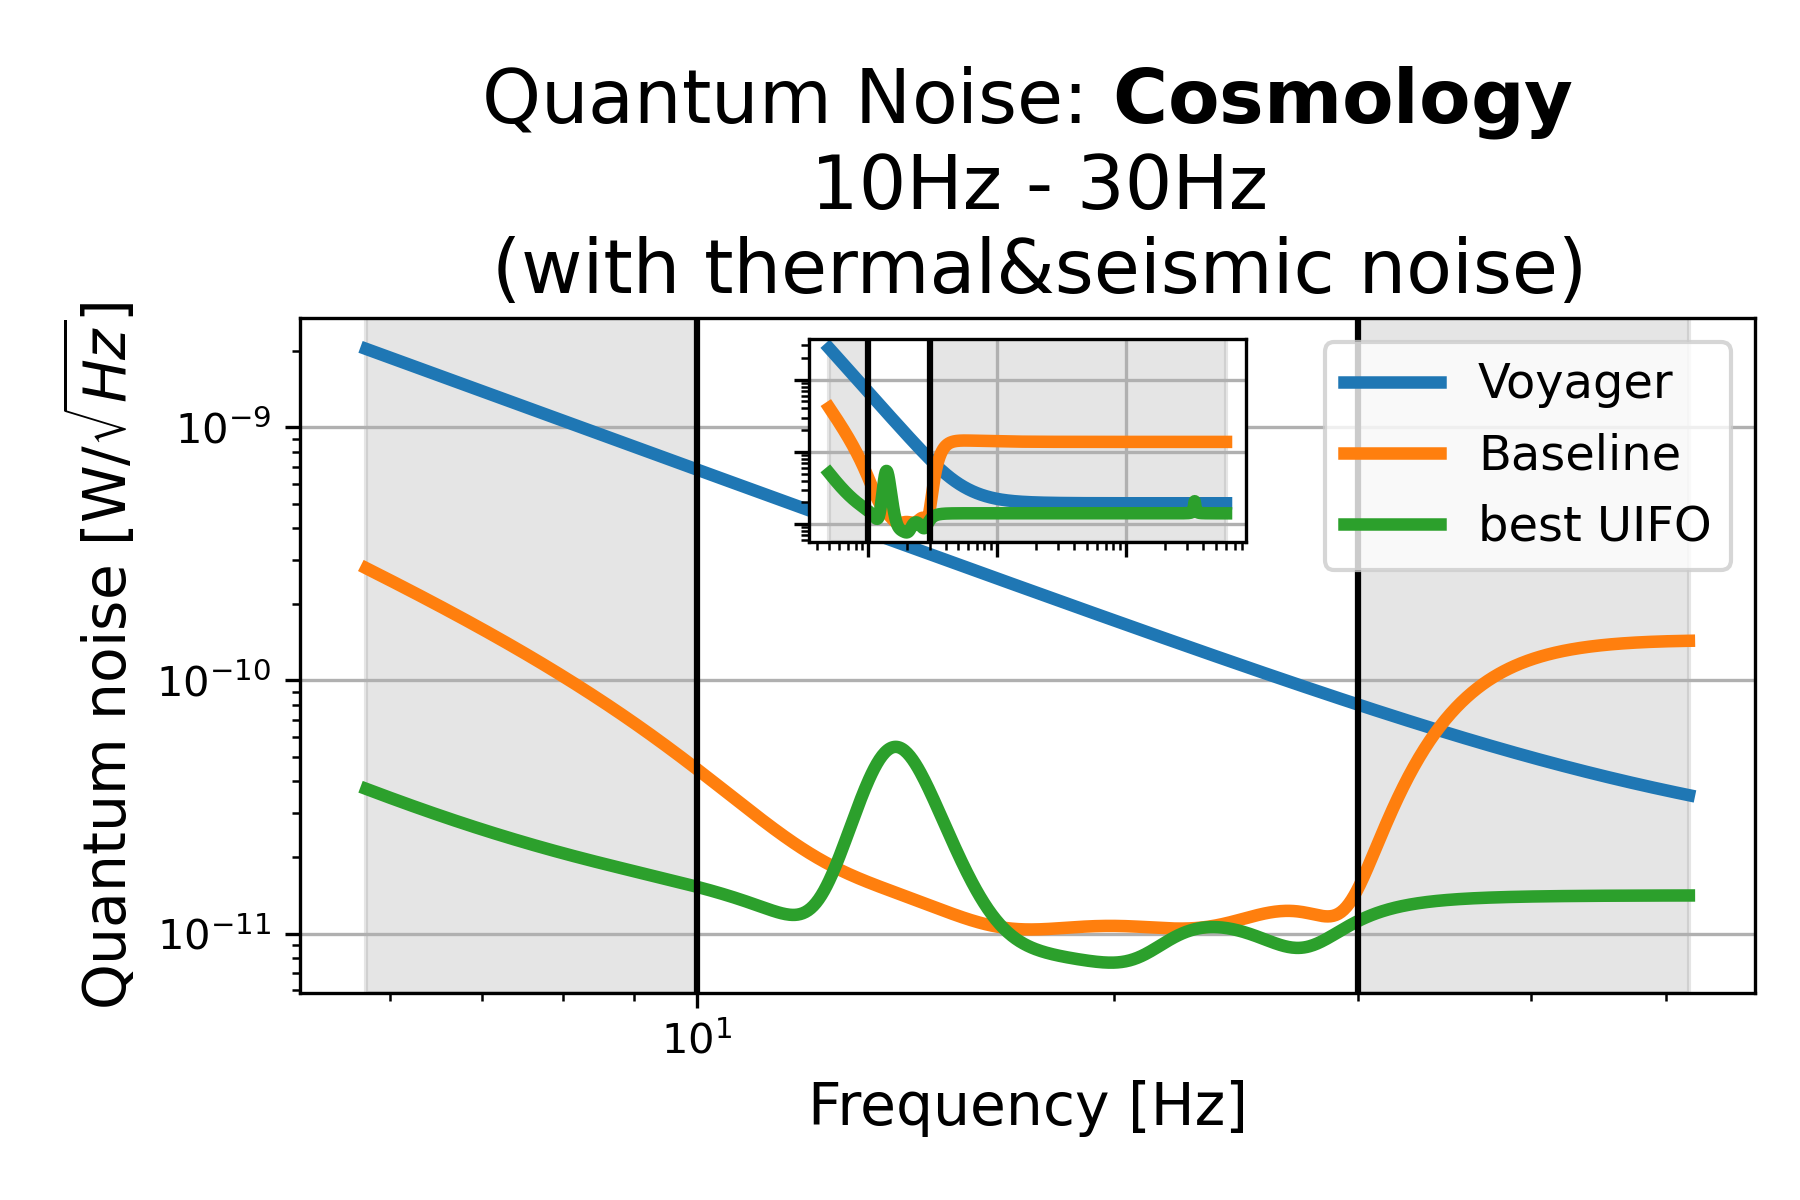 Quantum Noise: Cosmology
10Hz - 30Hz
(with thermal&seismic noise)
Quantum noise [W/√Hz]
10⁻⁹
10⁻¹⁰
10⁻¹¹
Voyager
Baseline
best UIFO
10¹
Frequency [Hz]